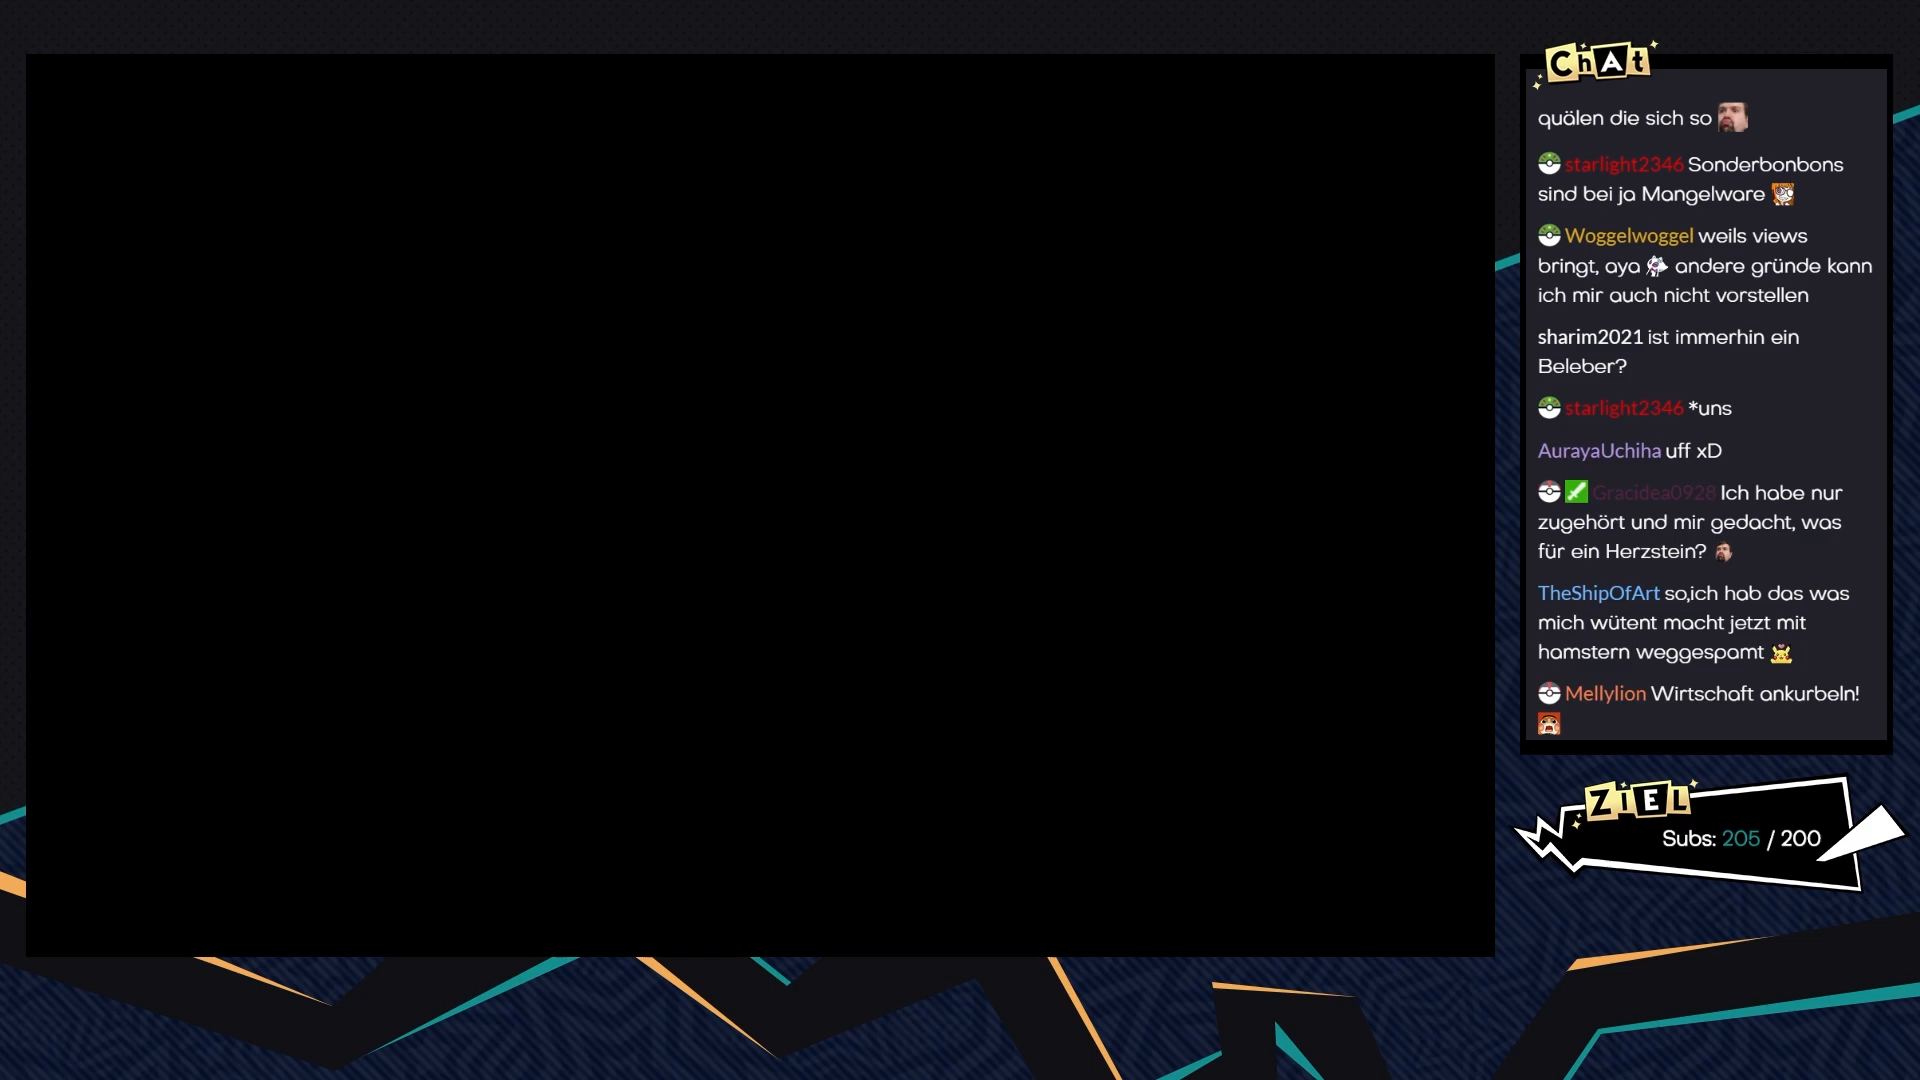 ChAt
quälen die sich so
starlight2346 Sonderbonbons
sind bei ja Mangelware
Woggelwoggel weils views
bringt, aya andere gründe kann
ich mir auch nicht vorstellen
sharim2021 ist immerhin ein
Beleber?
starlight2346 *uns
AurayaUchiha uff xD
Gracidea0928 Ich habe nur
zugehört und mir gedacht, was
für ein Herzstein?
TheShipOfArt so,ich hab das was
mich wütent macht jetzt mit
hamstern weggespamt
Mellylion Wirtschaft ankurbeln!
ZiEL
Subs: 205 / 200